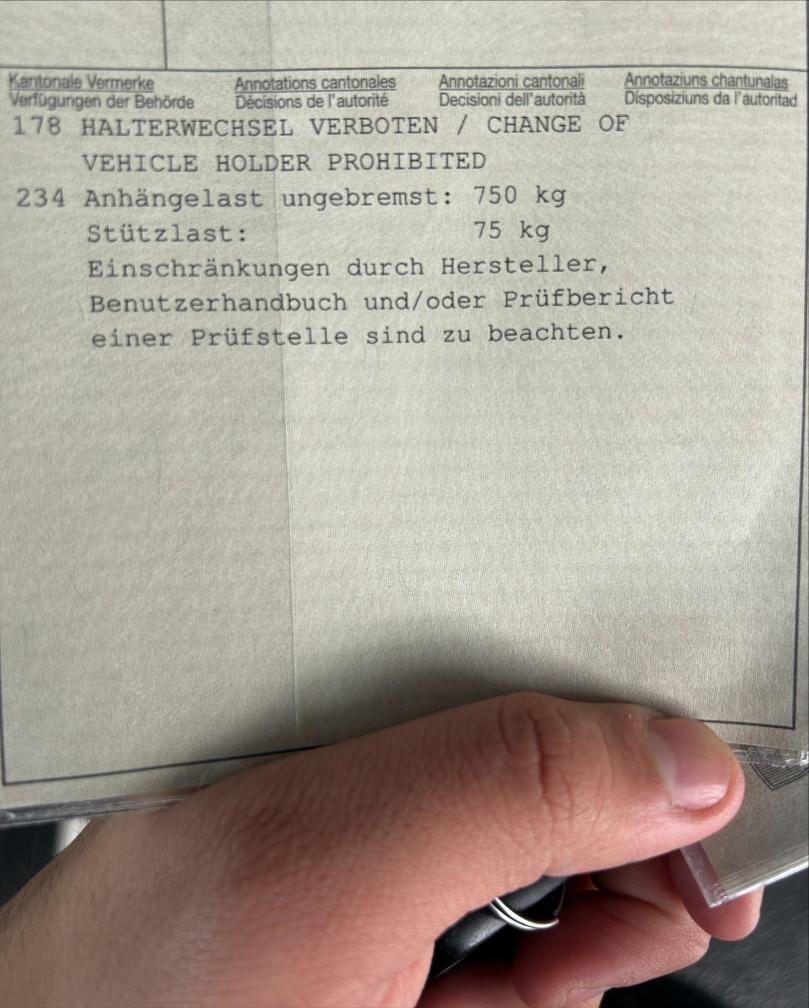 Kantonale Vermerke Annotations cantonales Annotazioni cantonali Annotaziuns chantunalas
Verfügungen der Behörde Décisions de l'autorité Decisioni dell'autorità Disposiziuns da l'autoritad
178 HALTERWECHSEL VERBOTEN / CHANGE OF
VEHICLE HOLDER PROHIBITED
234 Anhängelast ungebremst: 750 kg
Stützlast: 75 kg
Einschränkungen durch Hersteller,
Benutzerhandbuch und/oder Prüfbericht
einer Prüfstelle sind zu beachten.